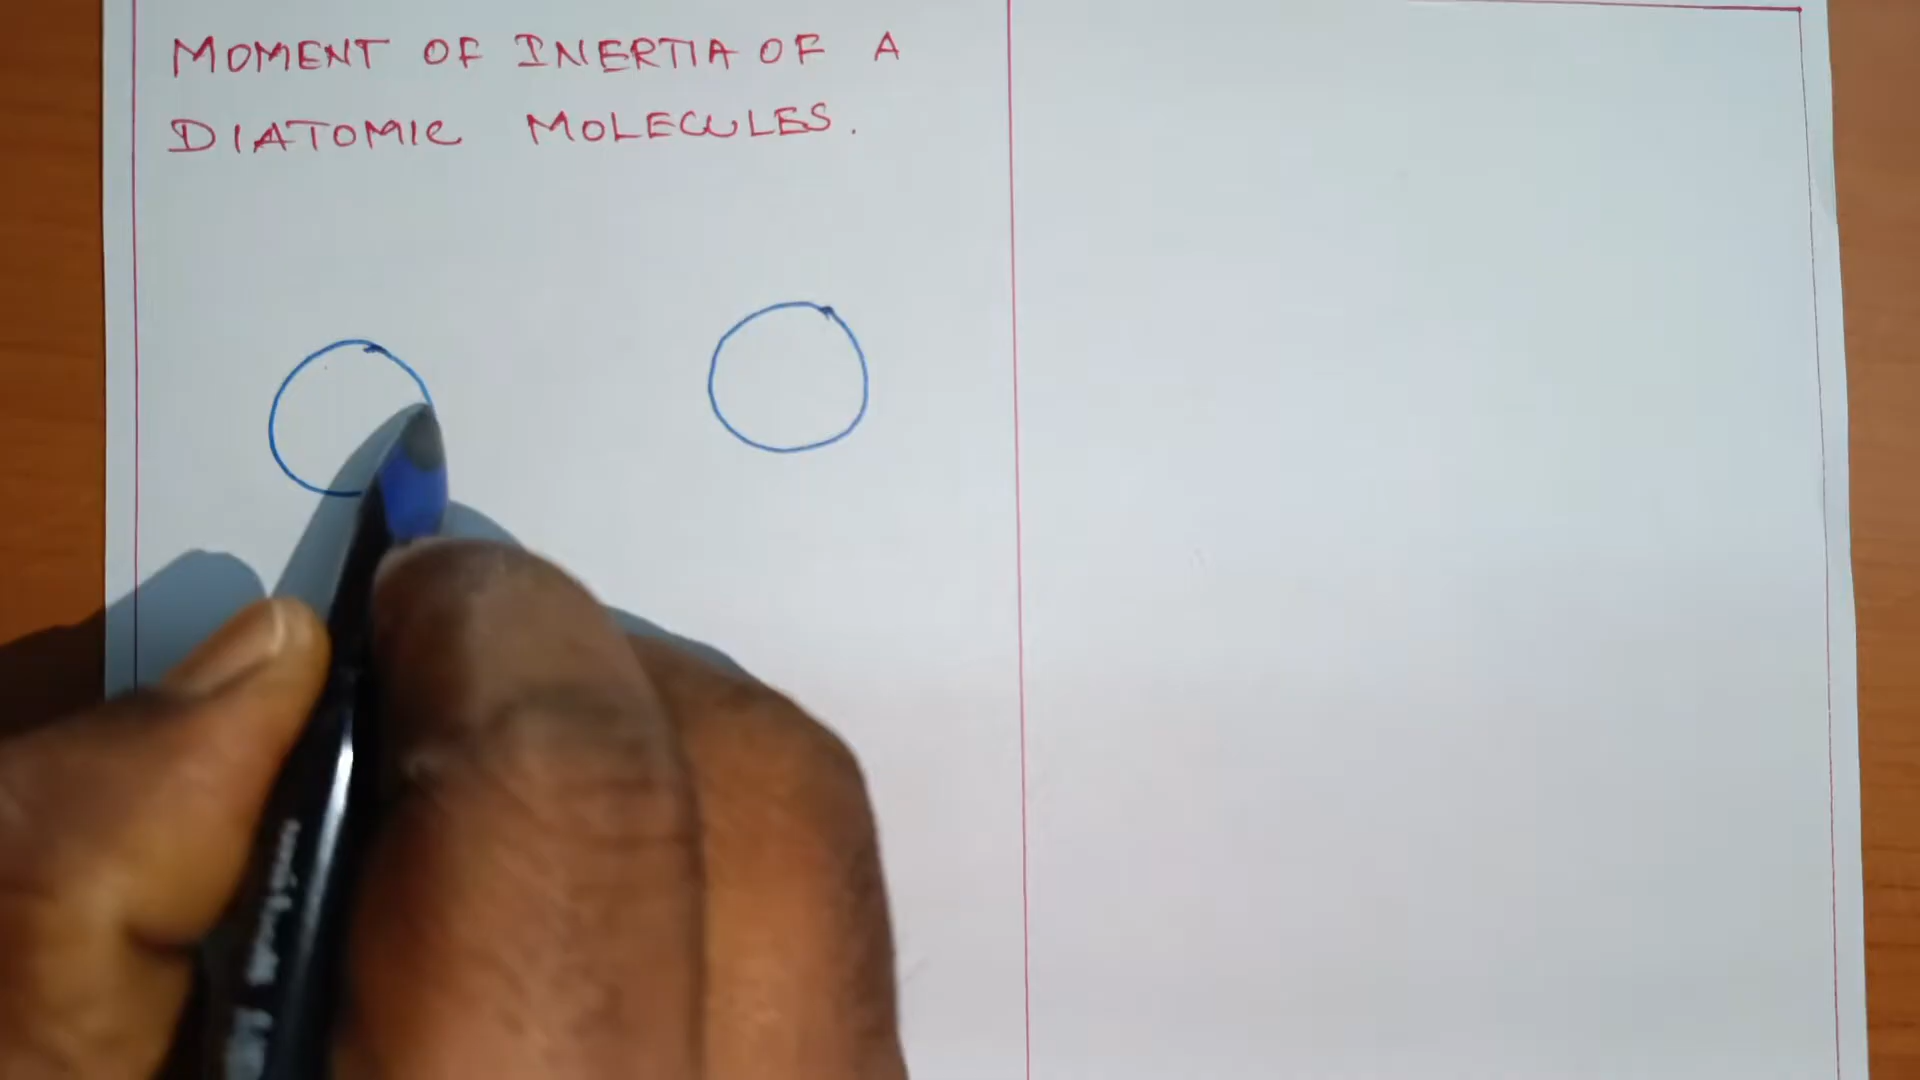 MOMENT OF INERTIA OF A
DIATOMIC MOLECULES.